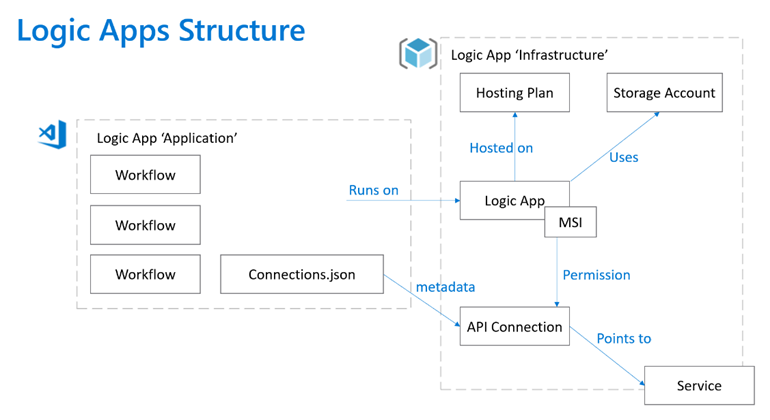 Logic Apps Structure
Logic App ‘Infrastructure’
Hosting Plan
Storage Account
Logic App ‘Application’
Hosted on
Uses
Workflow
Runs on
Logic App
MSI
Workflow
Workflow
Connections.json
metadata
Permission
API Connection
Points to
Service